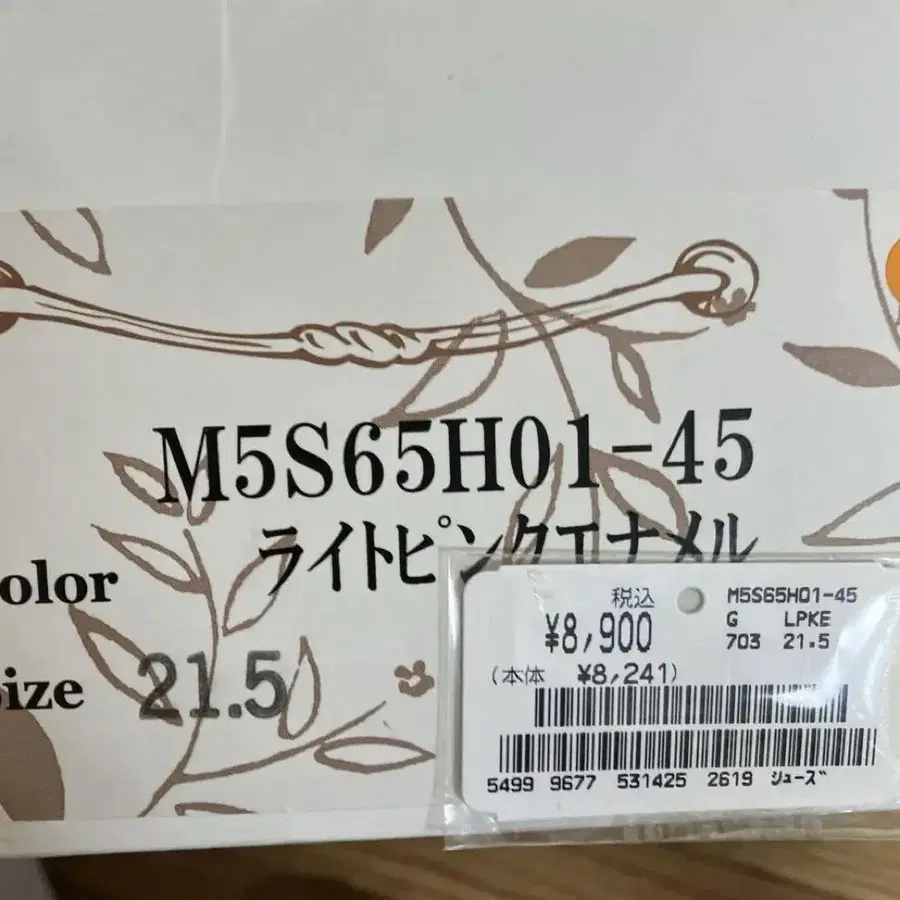 M5S65H01-45
ライトピンクエナメル
olor
ize 21.5
税込
¥8,900
(本体 ¥8,241)
M5S65H01-45
G LPKE
703 21.5
5499 9677 531425 2619 シューズ